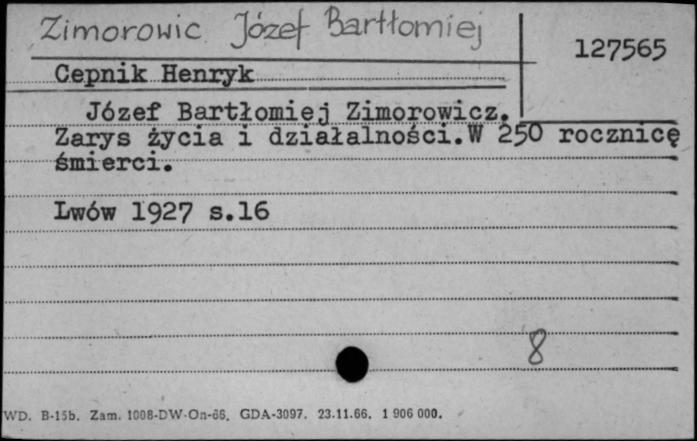 Zimorowic Józef Bartłomiej
127565
Cepnik Henryk
Józef Bartłomiej Zimorowicz.
Zarys życia i działalności.W 250 rocznicę
śmierci.
Lwów 1927 s.16
8
WD. B-15b. Zam. 1008-DW-On-66. GDA-3097. 23.11.66. 1 906 000.